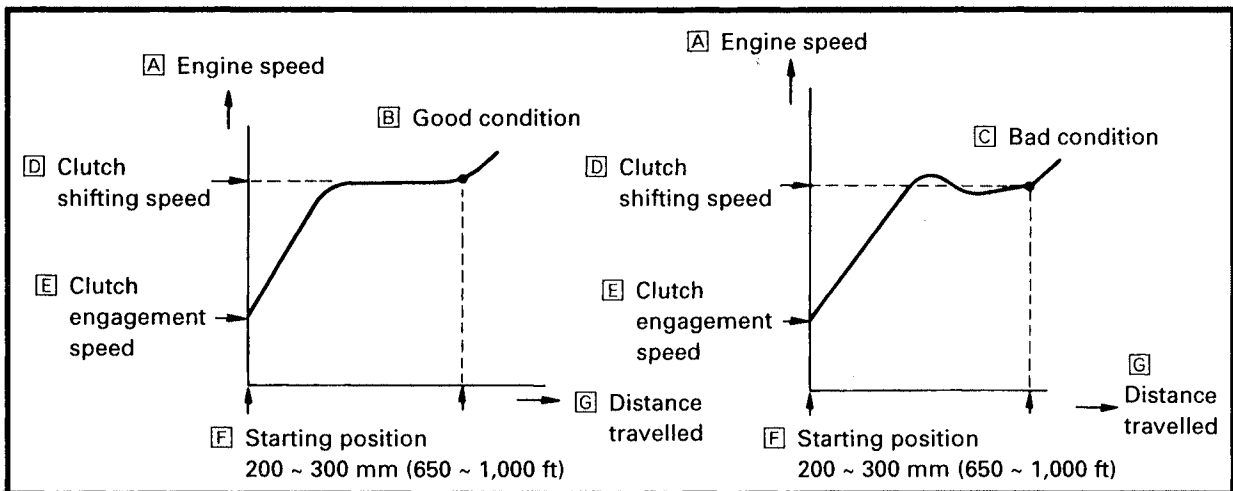 A Engine speed
B Good condition
D Clutch
shifting speed
E Clutch
engagement
speed
G Distance
travelled
F Starting position
200 ~ 300 mm (650 ~ 1,000 ft)
A Engine speed
C Bad condition
D Clutch
shifting speed
E Clutch
engagement
speed
G
Distance
travelled
F Starting position
200 ~ 300 mm (650 ~ 1,000 ft)